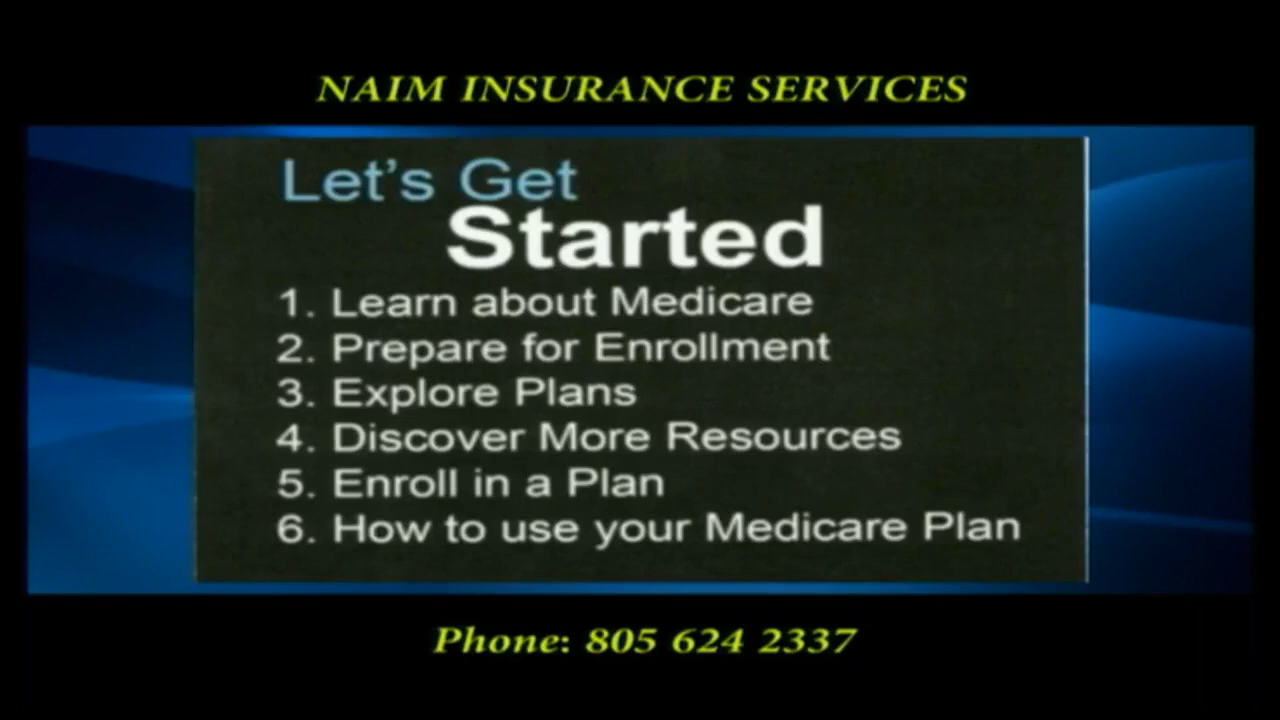 NAIM INSURANCE SERVICES
Let's Get
Started
1. Learn about Medicare
2. Prepare for Enrollment
3. Explore Plans
4. Discover More Resources
5. Enroll in a Plan
6. How to use your Medicare Plan
Phone: 805 624 2337